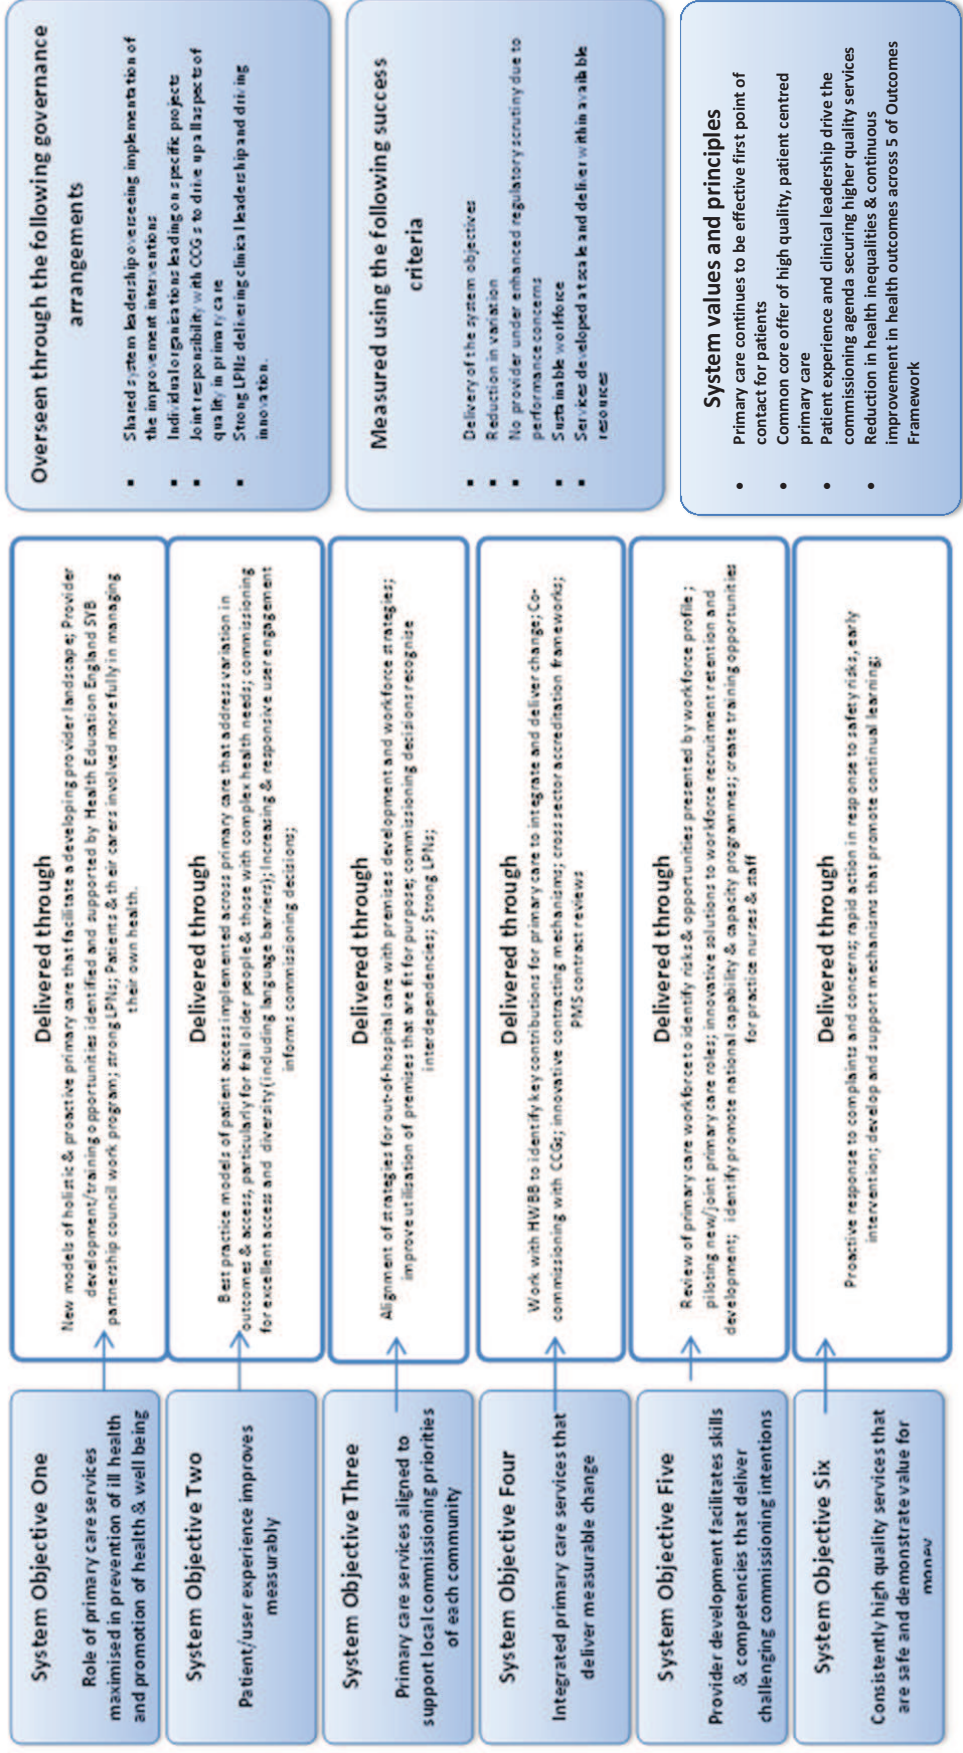 System Objective One
Role of primary care services
maximised in prevention of ill health
and promotion of health & well being
Delivered through
New models of holistic & proactive primary care that facilitate a developing provider landscape; Provider
development/training opportunities identified and supported by Health Education England SYB
partnership council work program; strong LPNs; Patients & their carers involved more fully in managing
their own health.
System Objective Two
Patient/user experience improves
measurably
Delivered through
Best practice models of patient access implemented across primary care that address variation in
outcomes & access, particularly for frail older people & those with complex health needs; commissioning
for excellent access and diversity (including language barriers); Increasing & responsive user engagement
informs commissioning decisions;
System Objective Three
Primary care services aligned to
support local commissioning priorities
of each community
Delivered through
Alignment of strategies for out-of-hospital care with premises development and workforce strategies;
improve utilisation of premises that are fit for purpose; commissioning decisions recognise
interdependencies; Strong LPNs;
System Objective Four
Integrated primary care services that
deliver measurable change
Delivered through
Work with HWBB to identify key contributions for primary care to integrate and deliver change; Co-
commissioning with CCGs; innovative contracting mechanisms; cross sector accreditation frameworks;
PMS contract reviews
System Objective Five
Provider development facilitates skills
& competencies that deliver
challenging commissioning intentions
Delivered through
Review of primary care workforce to identify risks & opportunities presented by workforce profile ;
piloting new/joint primary care roles; innovative solutions to workforce recruitment retention and
development; identify promote national capability & capacity programmes; create training opportunities
for practice nurses & staff
System Objective Six
Consistently high quality services that
are safe and demonstrate value for
money
Delivered through
Proactive response to complaints and concerns; rapid action in response to safety risks, early
intervention; develop and support mechanisms that promote continual learning;
Overseen through the following governance
arrangements
▪ Shared system leadership overseeing implementation of
the improvement interventions
▪ Individual organisations leading on specific projects
▪ Joint responsibility with CCGs to drive up all aspects of
quality in primary care
▪ Strong LPNs delivering clinical leadership and driving
innovation.
Measured using the following success
criteria
▪ Delivery of the system objectives
▪ Reduction in variation
▪ No provider under enhanced regulatory scrutiny due to
performance concerns
▪ Sustainable workforce
▪ Services developed at scale and deliver within available
resources
System values and principles
• Primary care continues to be effective first point of
contact for patients
• Common core offer of high quality, patient centred
primary care
• Patient experience and clinical leadership drive the
commissioning agenda securing higher quality services
• Reduction in health inequalities & continuous
improvement in health outcomes across 5 of Outcomes
Framework